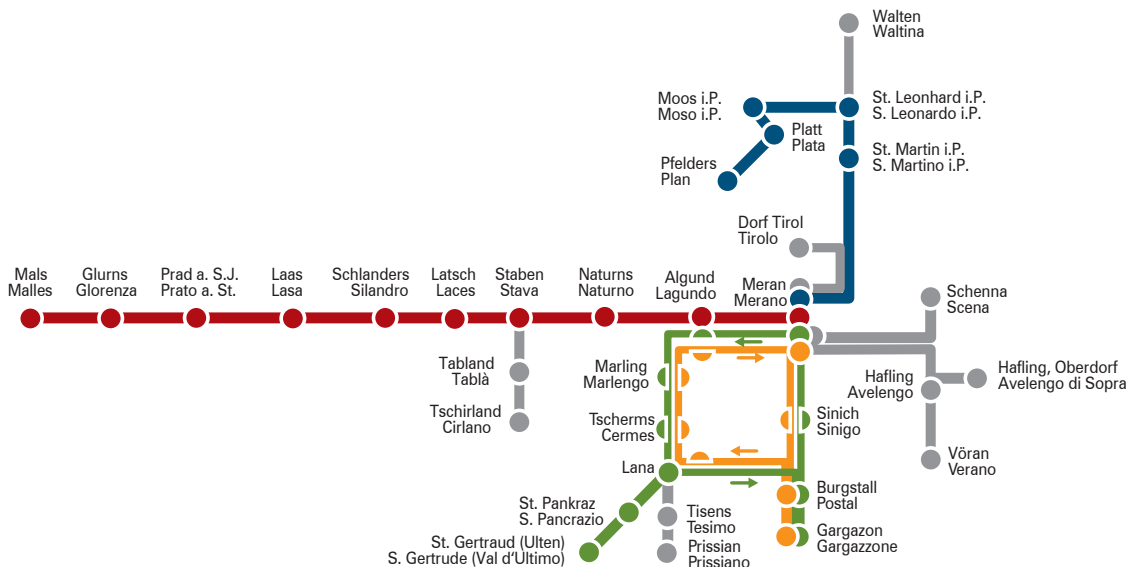 Walten
Waltina
Moos i.P.
Moso i.P.
St. Leonhard i.P.
S. Leonardo i.P.
Platt
Plata
St. Martin i.P.
S. Martino i.P.
Pfelders
Plan
Dorf Tirol
Tirolo
Mals
Malles
Glurns
Glorenza
Prad a. S.J.
Prato a. St.
Laas
Lasa
Schlanders
Silandro
Latsch
Laces
Staben
Stava
Naturns
Naturno
Algund
Lagundo
Meran
Merano
Schenna
Scena
Tabland
Tablà
Tschirland
Cirlano
Marling
Marlengo
Hafling
Avelengo
Hafling, Oberdorf
Avelengo di Sopra
Tscherms
Cermes
Sinich
Sinigo
Lana
Vöran
Verano
St. Pankraz
S. Pancrazio
Tisens
Tesimo
Burgstall
Postal
St. Gertraud (Ulten)
S. Gertrude (Val d‘Ultimo)
Prissian
Prissiano
Gargazon
Gargazzone